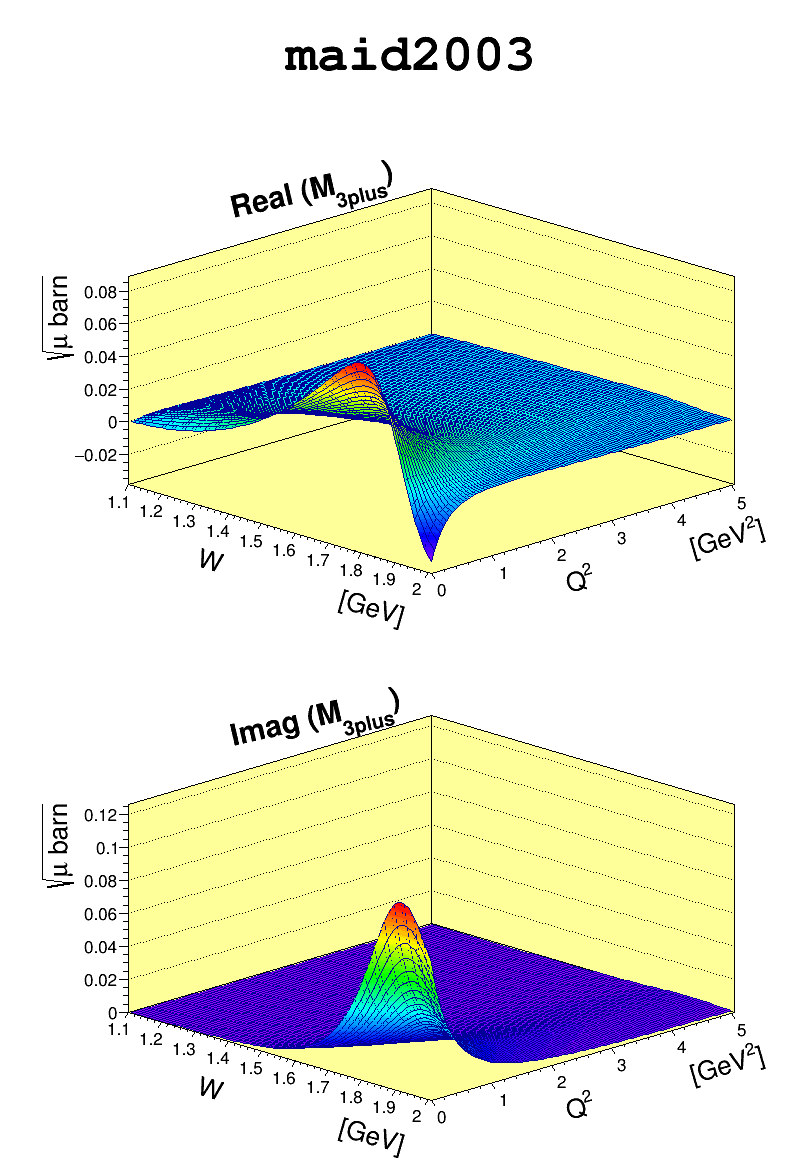 maid2003
Real (M3plus)
√μ barn
0.08
0.06
0.04
0.02
0
−0.02
1.1 1.2 1.3 1.4 1.5 1.6 1.7 1.8 1.9 2
W [GeV]
0 1 2 3 4 5
Q² [GeV²]
Imag (M3plus)
√μ barn
0.12
0.1
0.08
0.06
0.04
0.02
0
1.1 1.2 1.3 1.4 1.5 1.6 1.7 1.8 1.9 2
W [GeV]
0 1 2 3 4 5
Q² [GeV²]